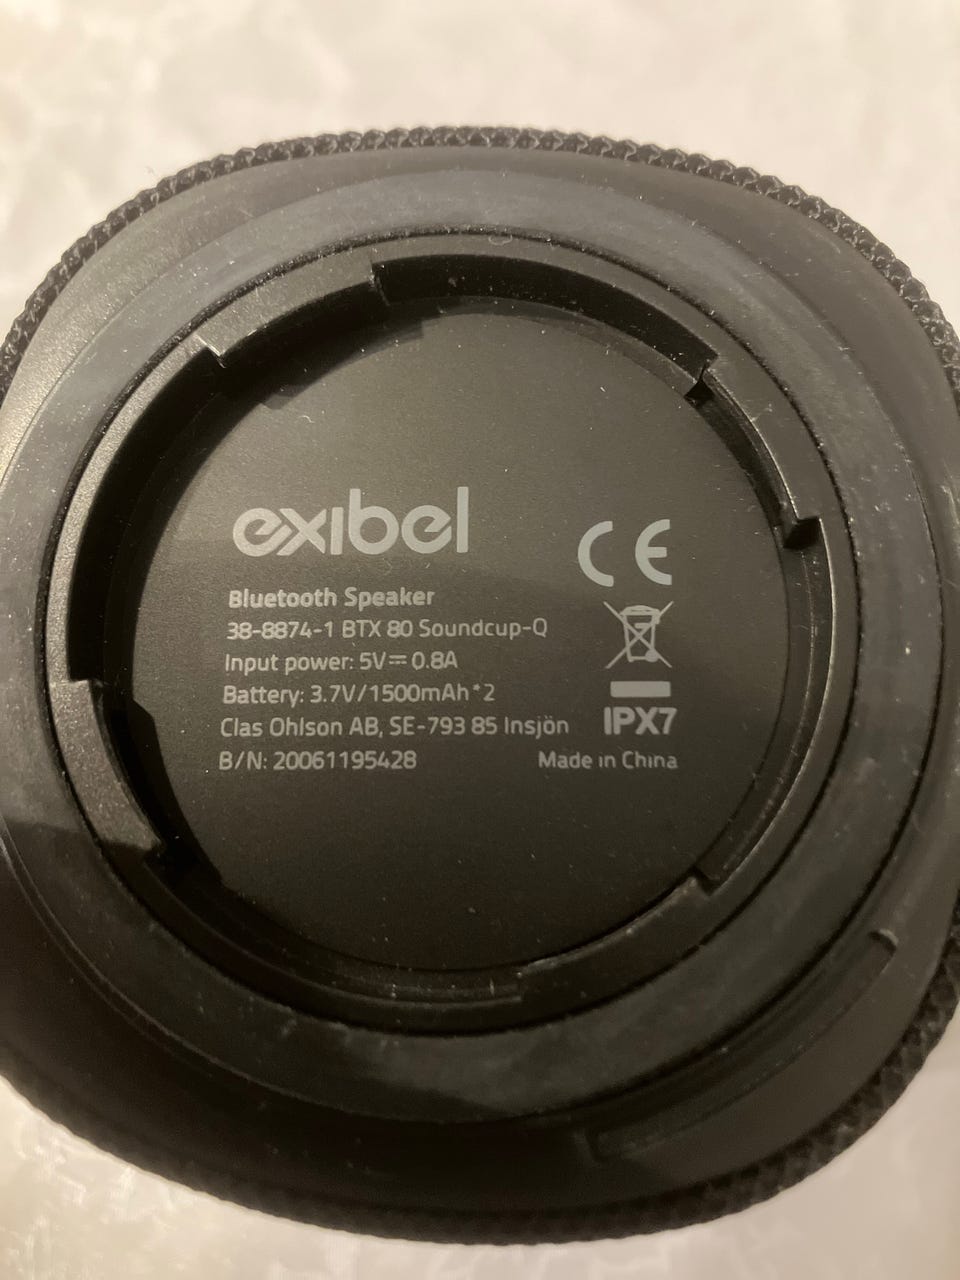 exibel
CE
Bluetooth Speaker
38-8874-1 BTX 80 Soundcup-Q
Input power: 5V⎓0.8A
Battery: 3.7V/1500mAh*2
Clas Ohlson AB, SE-793 85 Insjön
IPX7
B/N: 20061195428
Made in China